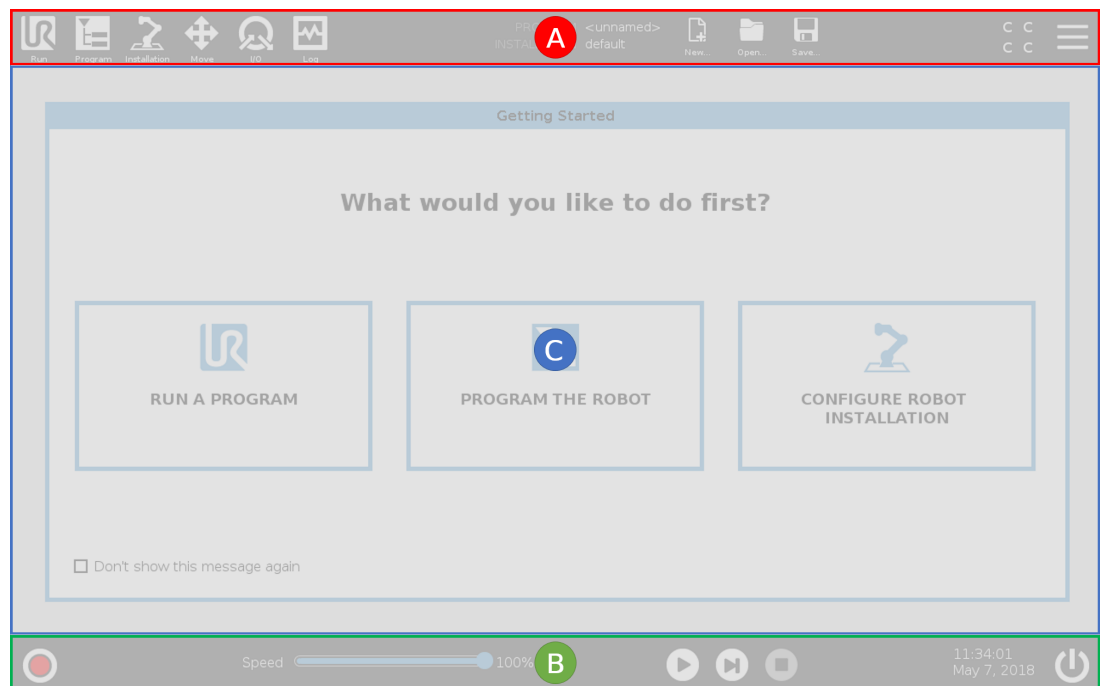 PR
<unnamed>
INSTAL
default
A
Run
Program
Installation
Move
I/O
Log
New...
Open...
Save...
C C
C C
Getting Started
What would you like to do first?
C
RUN A PROGRAM
PROGRAM THE ROBOT
CONFIGURE ROBOT
INSTALLATION
Don't show this message again
Speed
100%
B
11:34:01
May 7, 2018